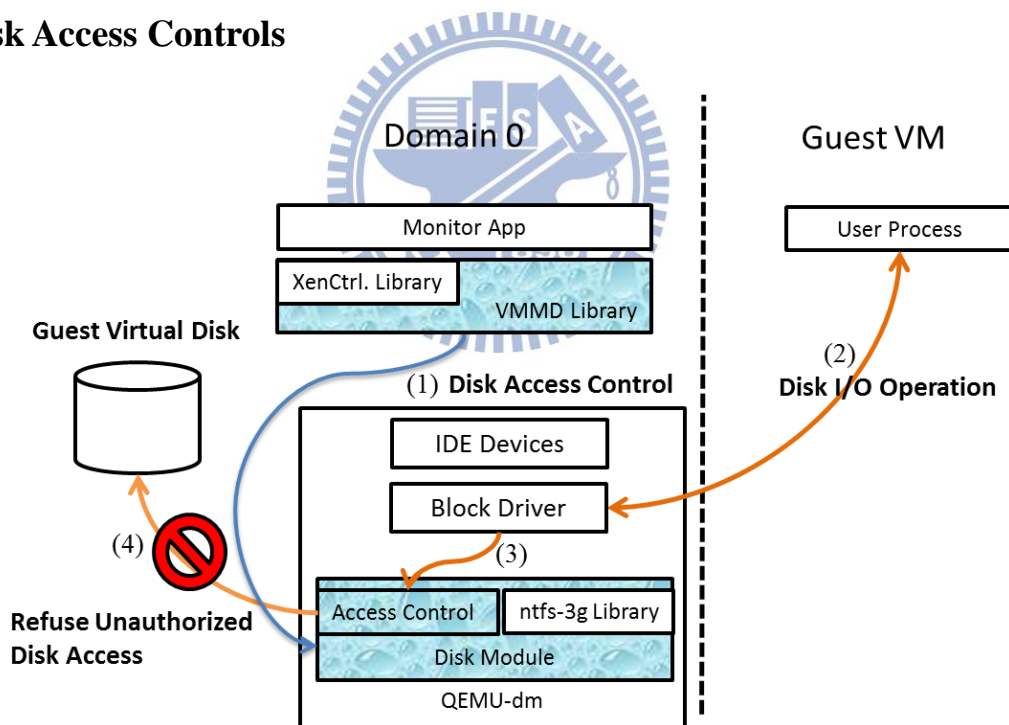 sk Access Controls
E S A
8
Domain 0
Guest VM
Monitor App
User Process
XenCtrl. Library
VMMD Library
Guest Virtual Disk
(1) Disk Access Control
(2)
Disk I/O Operation
IDE Devices
Block Driver
(3)
(4)
Access Control
ntfs-3g Library
Refuse Unauthorized
Disk Access
Disk Module
QEMU-dm